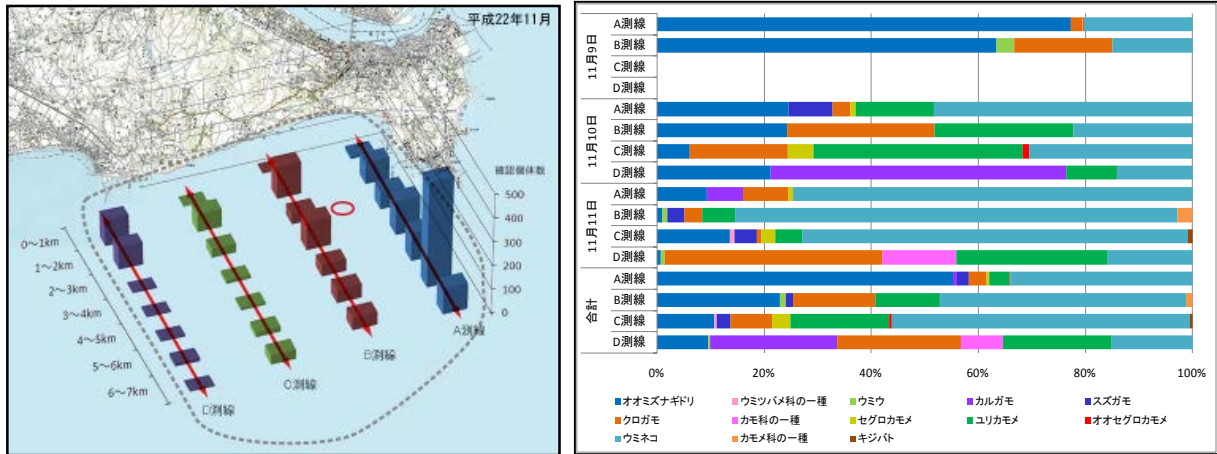 平成22年11月
確認個体数
500
400
300
200
100
0
A測線
B測線
C測線
D測線
0～1km
1～2km
2～3km
3～4km
4～5km
5～6km
6～7km
11月9日
A測線
B測線
C測線
D測線
11月10日
A測線
B測線
C測線
D測線
11月11日
A測線
B測線
C測線
D測線
合計
A測線
B測線
C測線
D測線
0% 20% 40% 60% 80% 100%
オオミズナギドリ ウミツバメ科の一種 ウミウ カルガモ スズガモ
クロガモ カモ科の一種 セグロカモメ ユリカモメ オオセグロカモメ
ウミネコ カモメ科の一種 キジバト